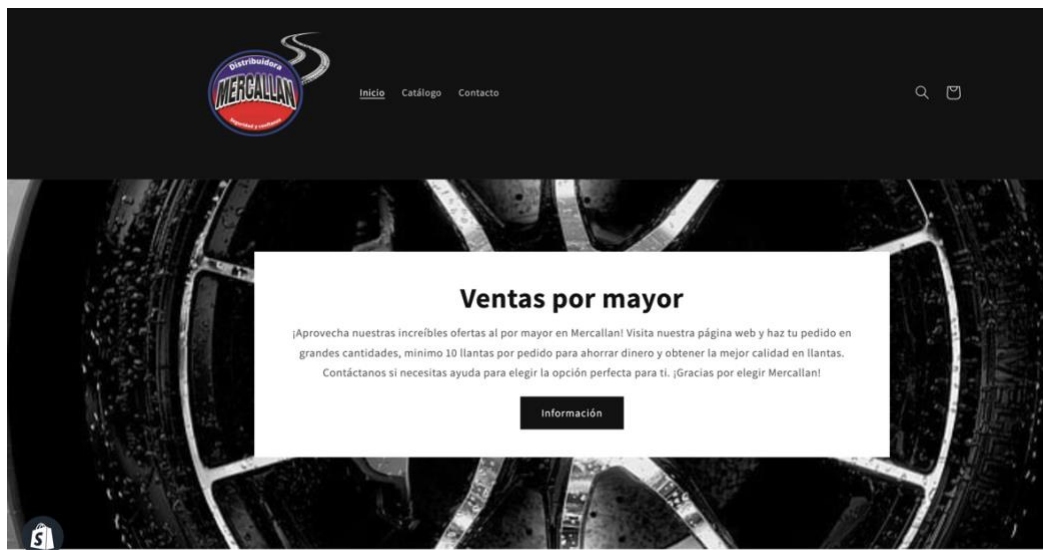 Distribuidora
MERCALLAN
Seguridad y confianza
Inicio Catálogo Contacto
Ventas por mayor
¡Aprovecha nuestras increíbles ofertas al por mayor en Mercallan! Visita nuestra página web y haz tu pedido en
grandes cantidades, minimo 10 llantas por pedido para ahorrar dinero y obtener la mejor calidad en llantas.
Contáctanos si necesitas ayuda para elegir la opción perfecta para ti. ¡Gracias por elegir Mercallan!
Información